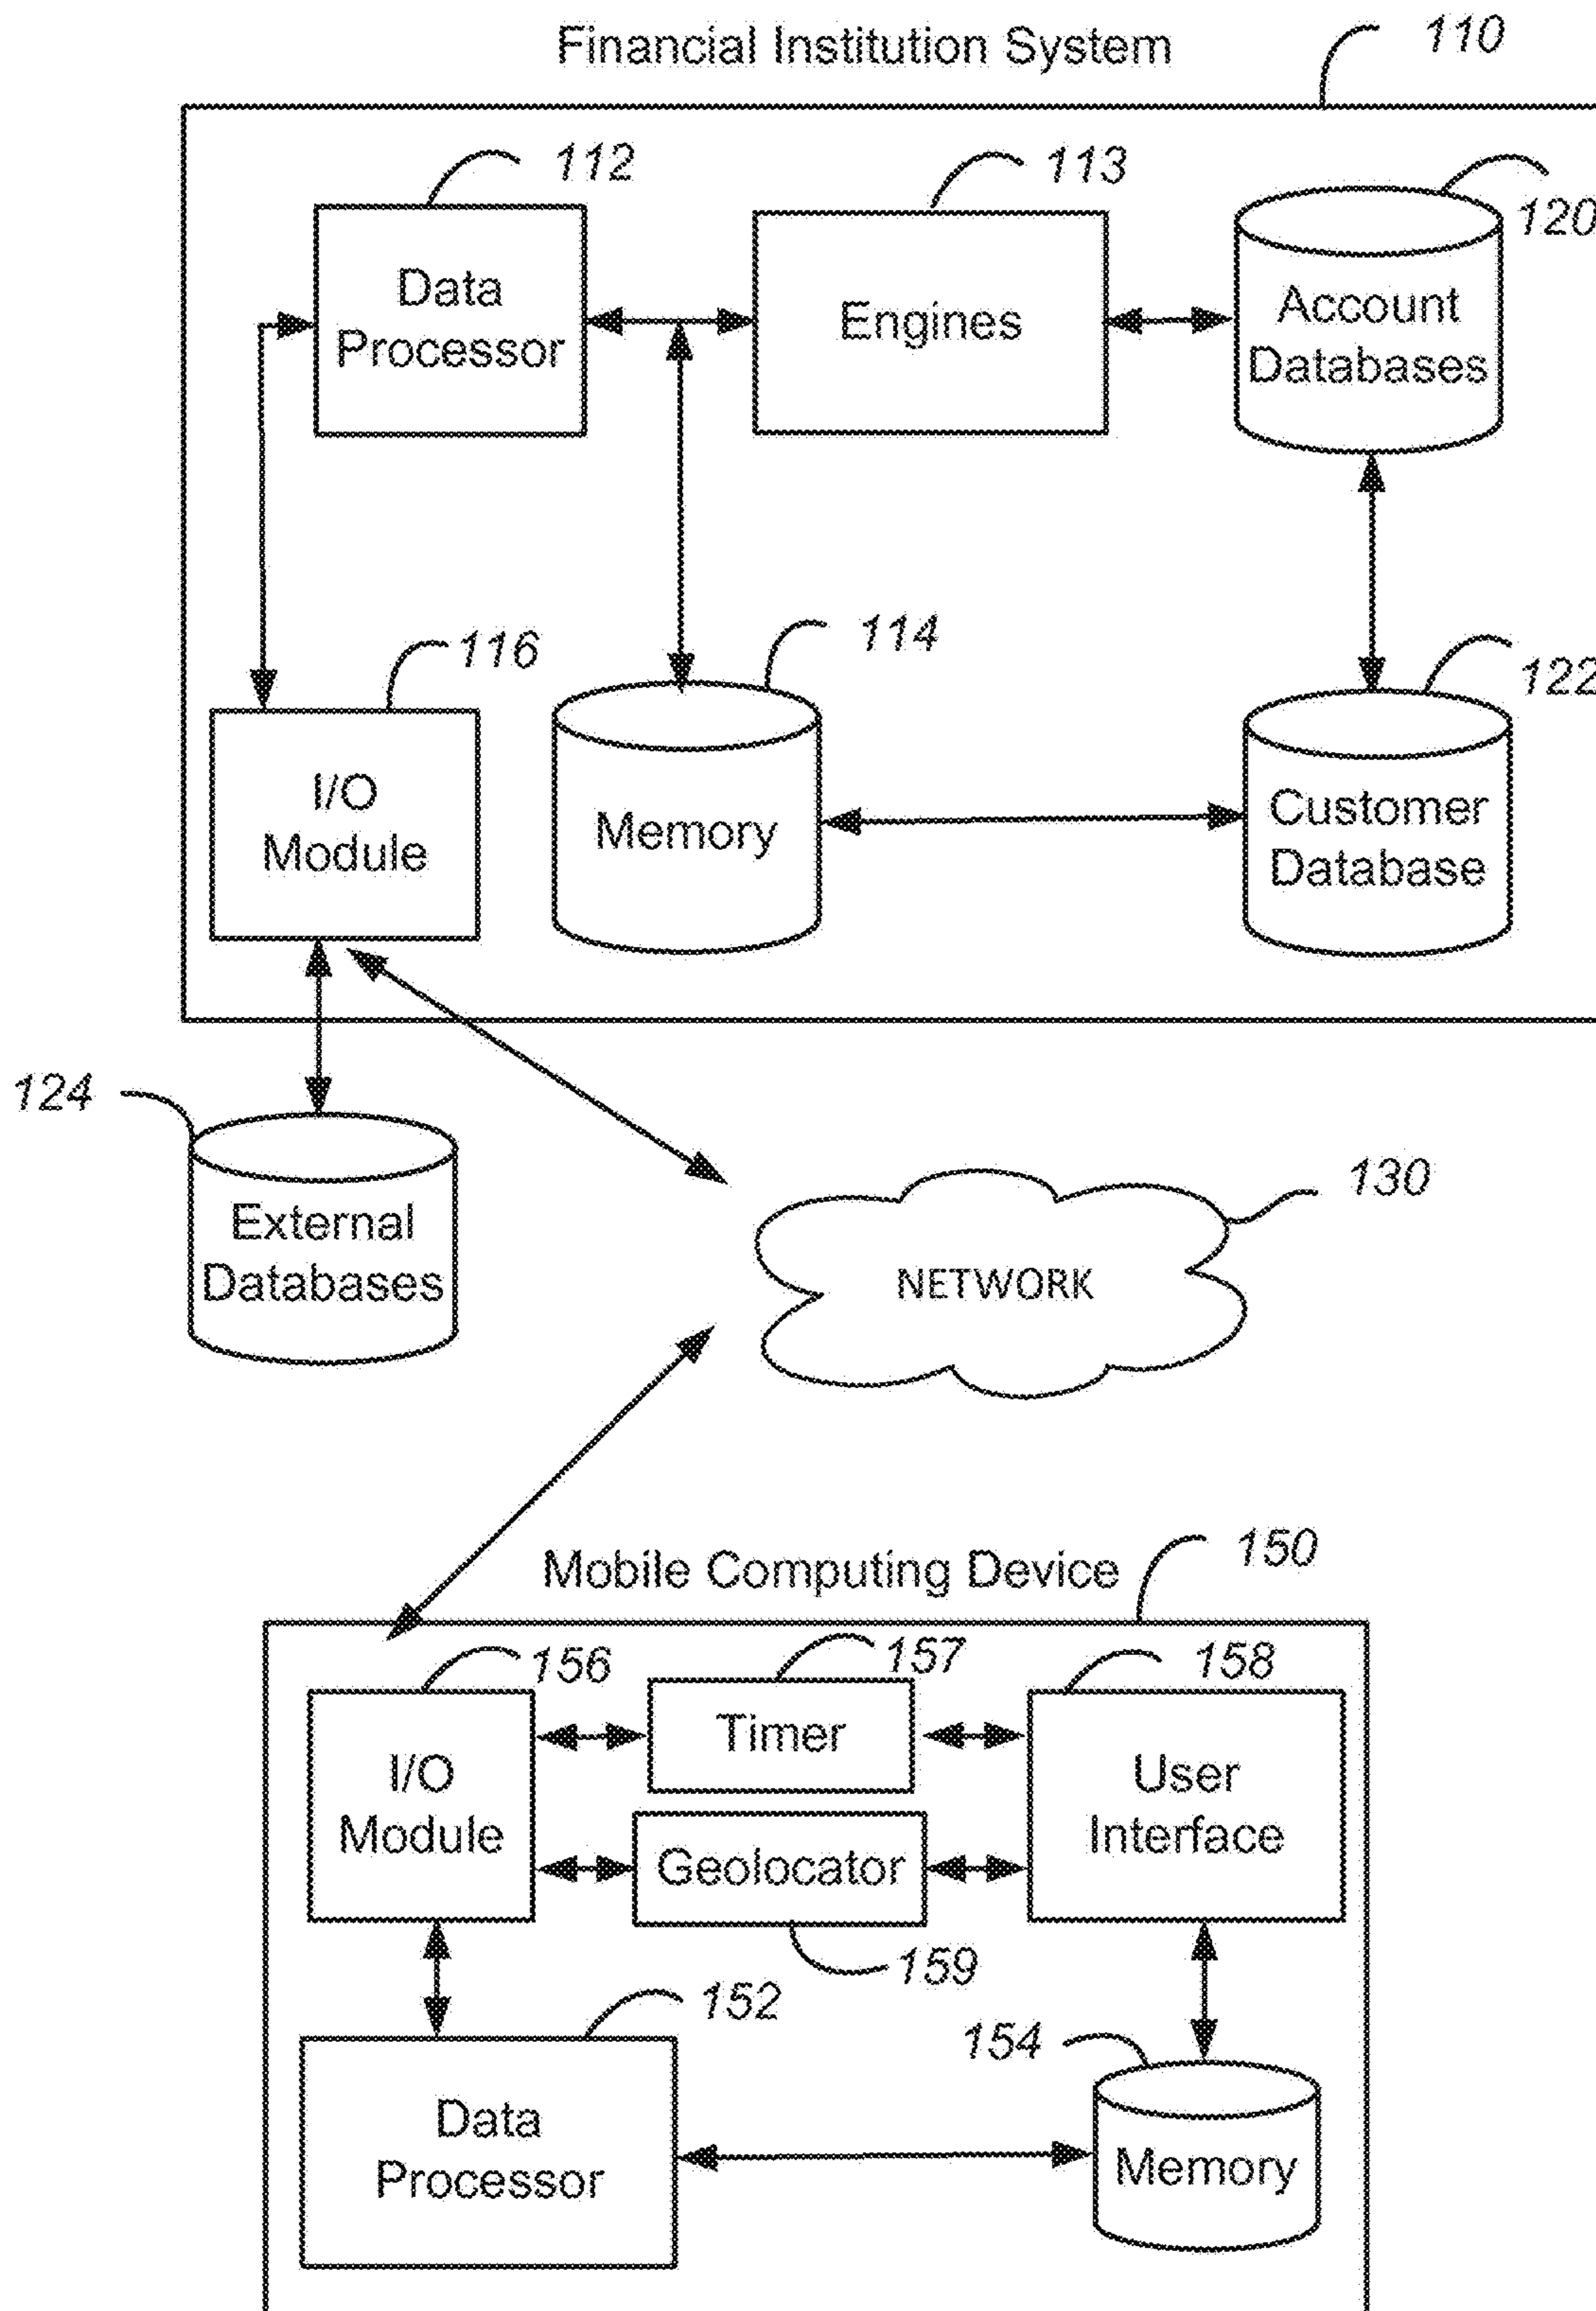 Financial Institution System
110
112
113
120
Data
Processor
Engines
Account
Databases
116
114
122
I/O
Module
Memory
Customer
Database
124
External
Databases
130
NETWORK
Mobile Computing Device
150
156
157
158
I/O
Module
Timer
User
Interface
Geolocator
159
152
154
Data
Processor
Memory